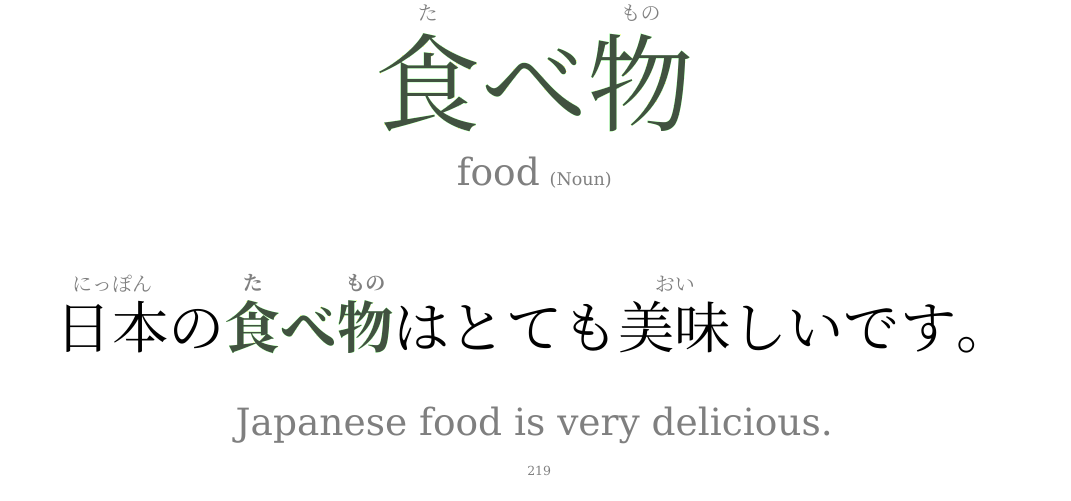 た もの
食べ物
food (Noun)
にっぽん た もの おい
日本の食べ物はとても美味しいです。
Japanese food is very delicious.
219